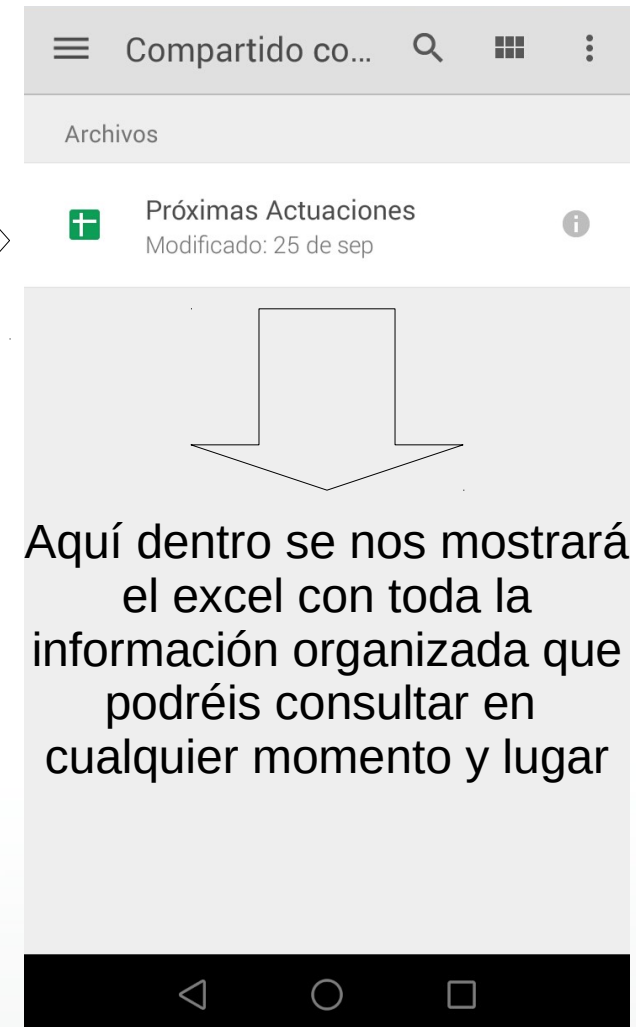 Compartido co...
Archivos
Próximas Actuaciones
Modificado: 25 de sep
Aquí dentro se nos mostrará
el excel con toda la
información organizada que
podréis consultar en
cualquier momento y lugar